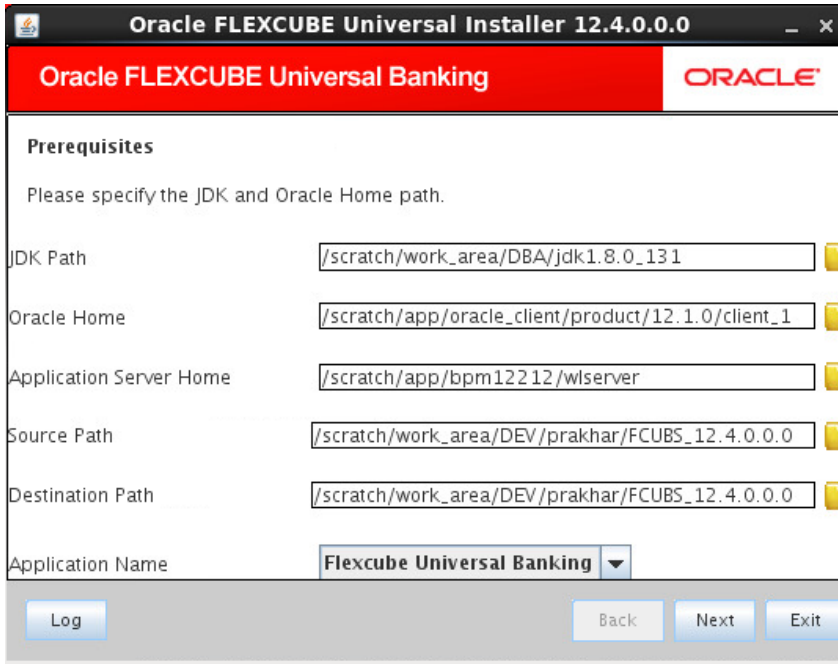 Oracle FLEXCUBE Universal Installer 12.4.0.0.0
Oracle FLEXCUBE Universal Banking
ORACLE
Prerequisites
Please specify the JDK and Oracle Home path.
JDK Path /scratch/work_area/DBA/jdk1.8.0_131
Oracle Home /scratch/app/oracle_client/product/12.1.0/client_1
Application Server Home /scratch/app/bpm12212/wlserver
Source Path /scratch/work_area/DEV/prakhar/FCUBS_12.4.0.0.0
Destination Path /scratch/work_area/DEV/prakhar/FCUBS_12.4.0.0.0
Application Name Flexcube Universal Banking
Log Back Next Exit